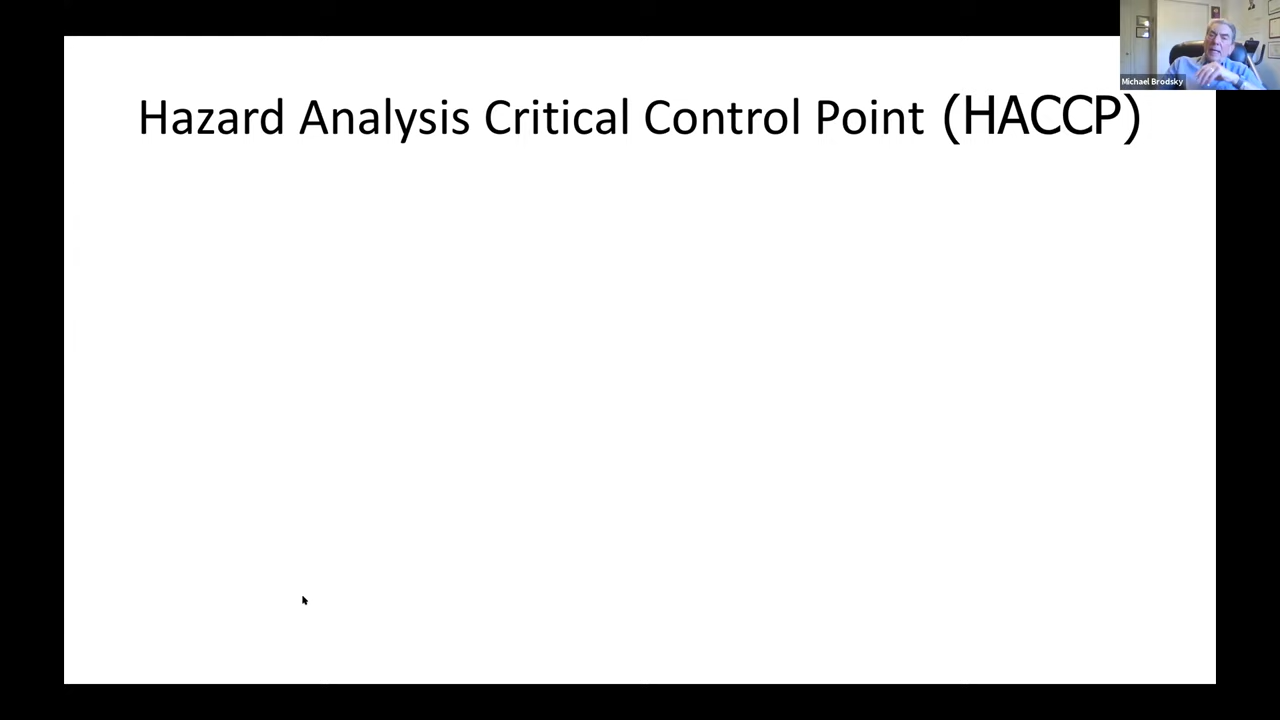 Hazard Analysis Critical Control Point (HACCP)
Michael Brodsky